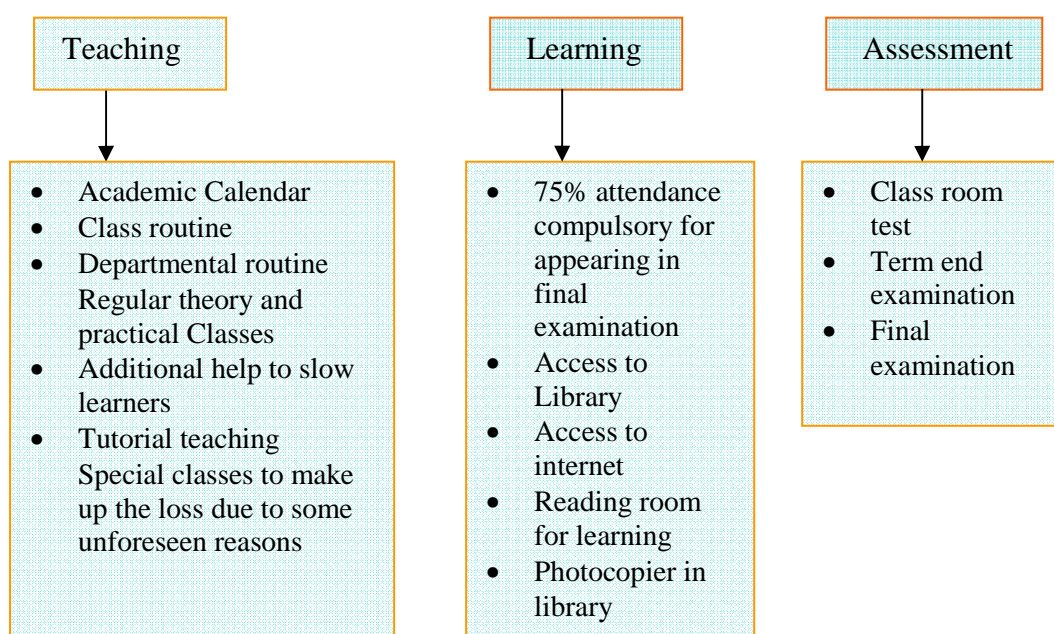 Teaching
Learning
Assessment
• Academic Calendar
• Class routine
• Departmental routine
Regular theory and
practical Classes
• Additional help to slow
learners
• Tutorial teaching
Special classes to make
up the loss due to some
unforeseen reasons
• 75% attendance
compulsory for
appearing in
final
examination
• Access to
Library
• Access to
internet
• Reading room
for learning
• Photocopier in
library
• Class room
test
• Term end
examination
• Final
examination